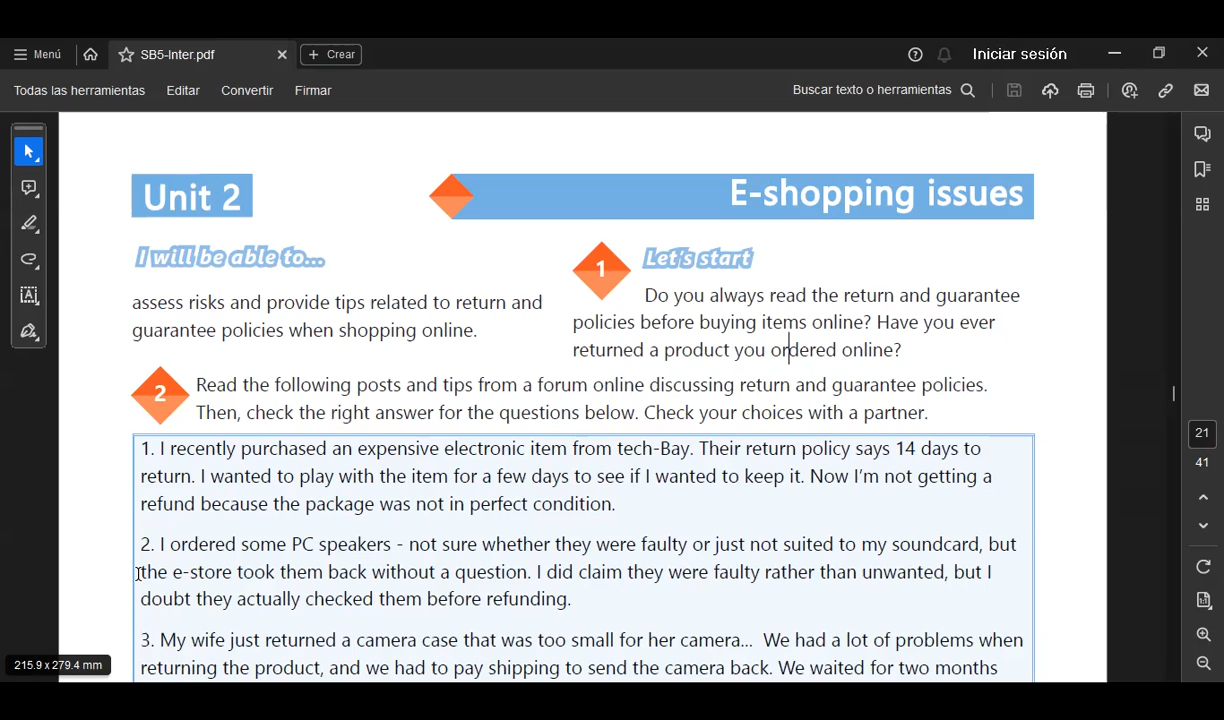 Menú
SB5-Inter.pdf
Crear
Iniciar sesión
Todas las herramientas
Editar
Convertir
Firmar
Buscar texto o herramientas
Unit 2
E-shopping issues
I will be able to...
assess risks and provide tips related to return and
guarantee policies when shopping online.
1
Let's start
Do you always read the return and guarantee
policies before buying items online? Have you ever
returned a product you ordered online?
2
Read the following posts and tips from a forum online discussing return and guarantee policies.
Then, check the right answer for the questions below. Check your choices with a partner.
1. I recently purchased an expensive electronic item from tech-Bay. Their return policy says 14 days to
return. I wanted to play with the item for a few days to see if I wanted to keep it. Now I'm not getting a
refund because the package was not in perfect condition.
2. I ordered some PC speakers - not sure whether they were faulty or just not suited to my soundcard, but
the e-store took them back without a question. I did claim they were faulty rather than unwanted, but I
doubt they actually checked them before refunding.
3. My wife just returned a camera case that was too small for her camera... We had a lot of problems when
returning the product, and we had to pay shipping to send the camera back. We waited for two months
21
41
1:1
215.9 x 279.4 mm